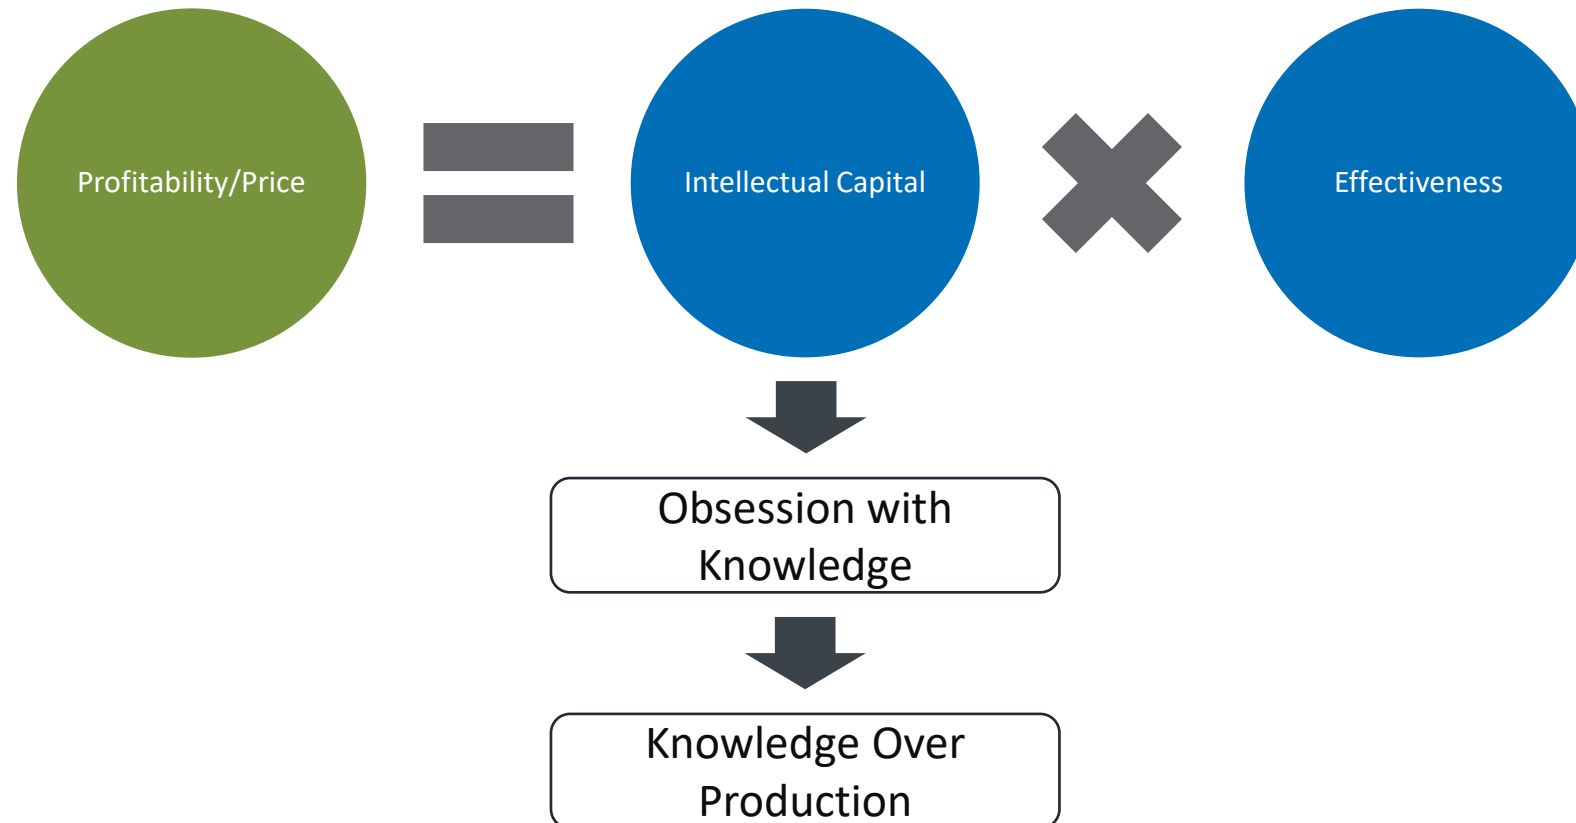 Profitability/Price
Intellectual Capital
Effectiveness
Obsession with
Knowledge
Knowledge Over
Production